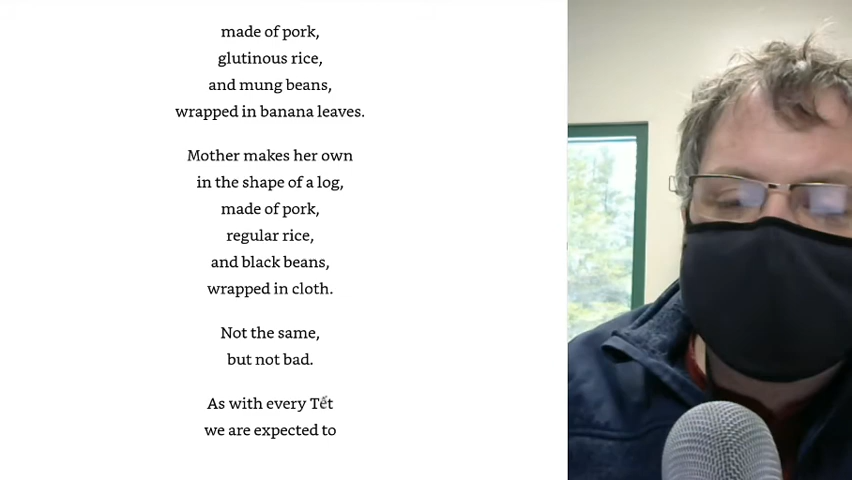 made of pork,
glutinous rice,
and mung beans,
wrapped in banana leaves.
Mother makes her own
in the shape of a log,
made of pork,
regular rice,
and black beans,
wrapped in cloth.
Not the same,
but not bad.
As with every Tết
we are expected to